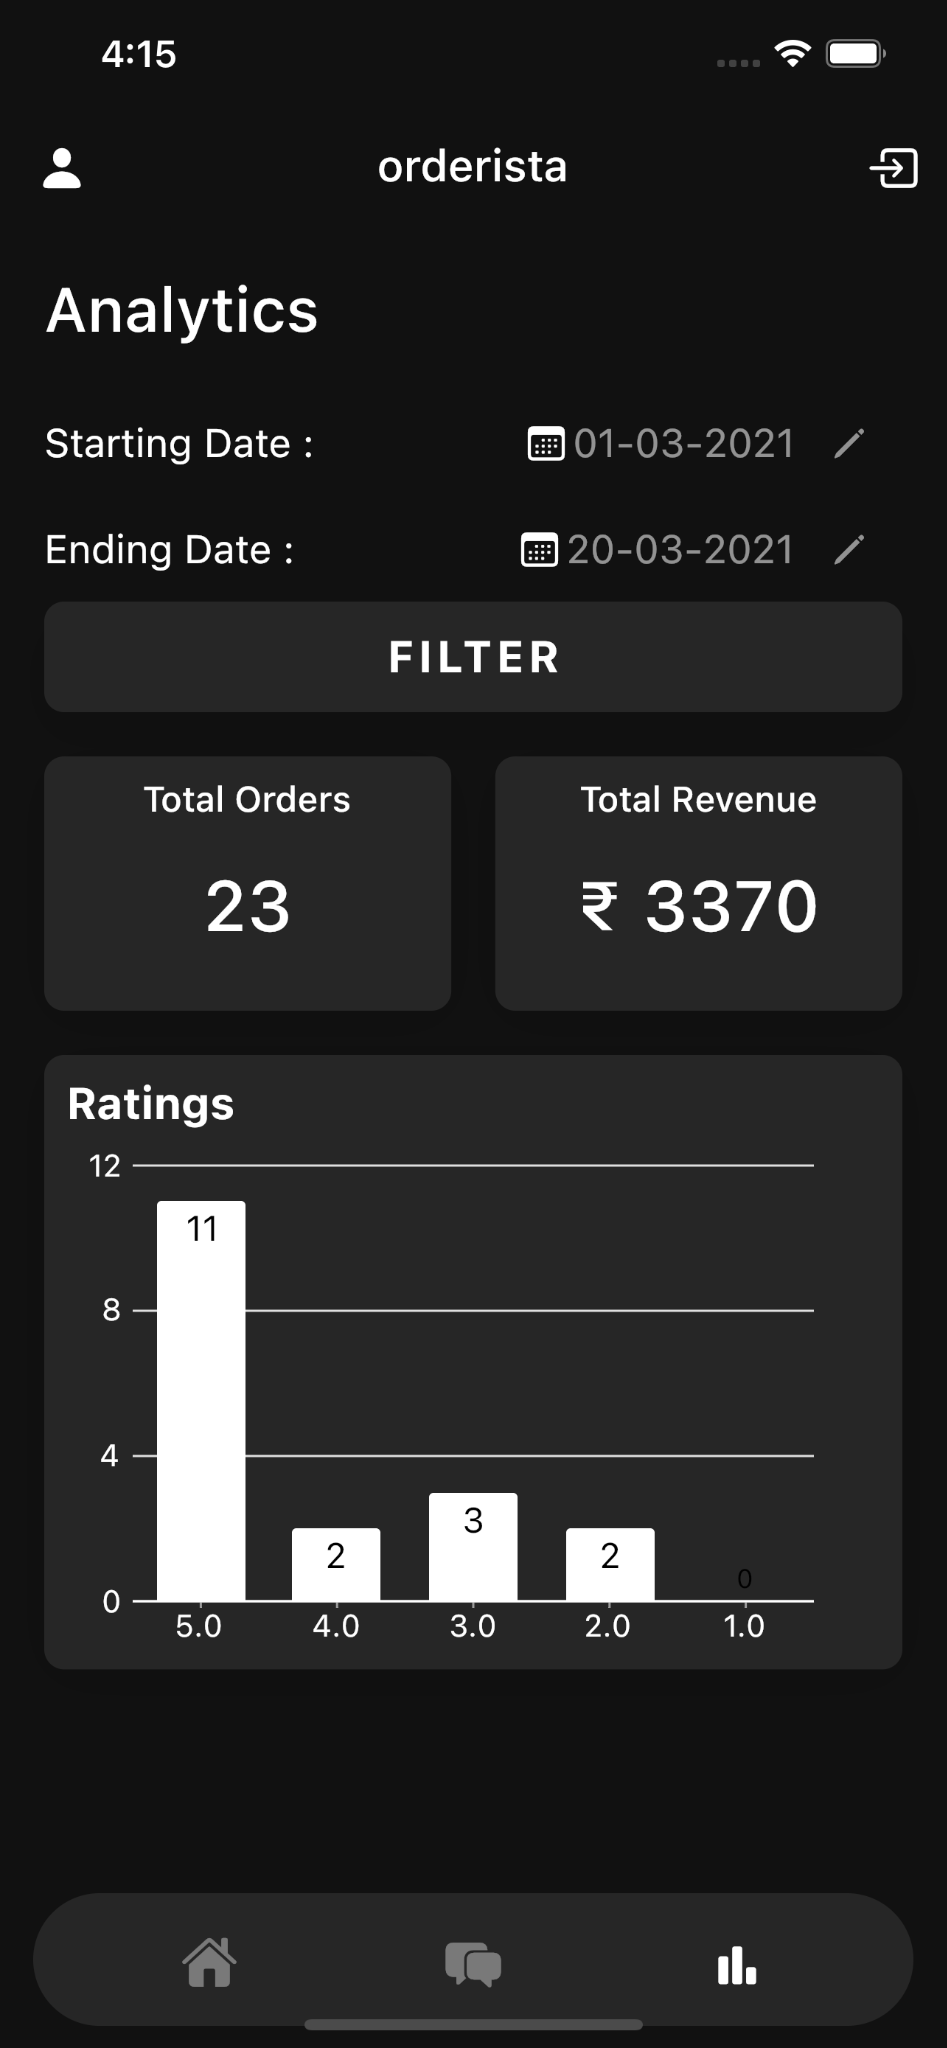 4:15
orderista
Analytics
Starting Date : 01-03-2021
Ending Date : 20-03-2021
FILTER
Total Orders Total Revenue
23 ₹ 3370
Ratings
12
11
8
4
3
2 2
0
0
5.0 4.0 3.0 2.0 1.0